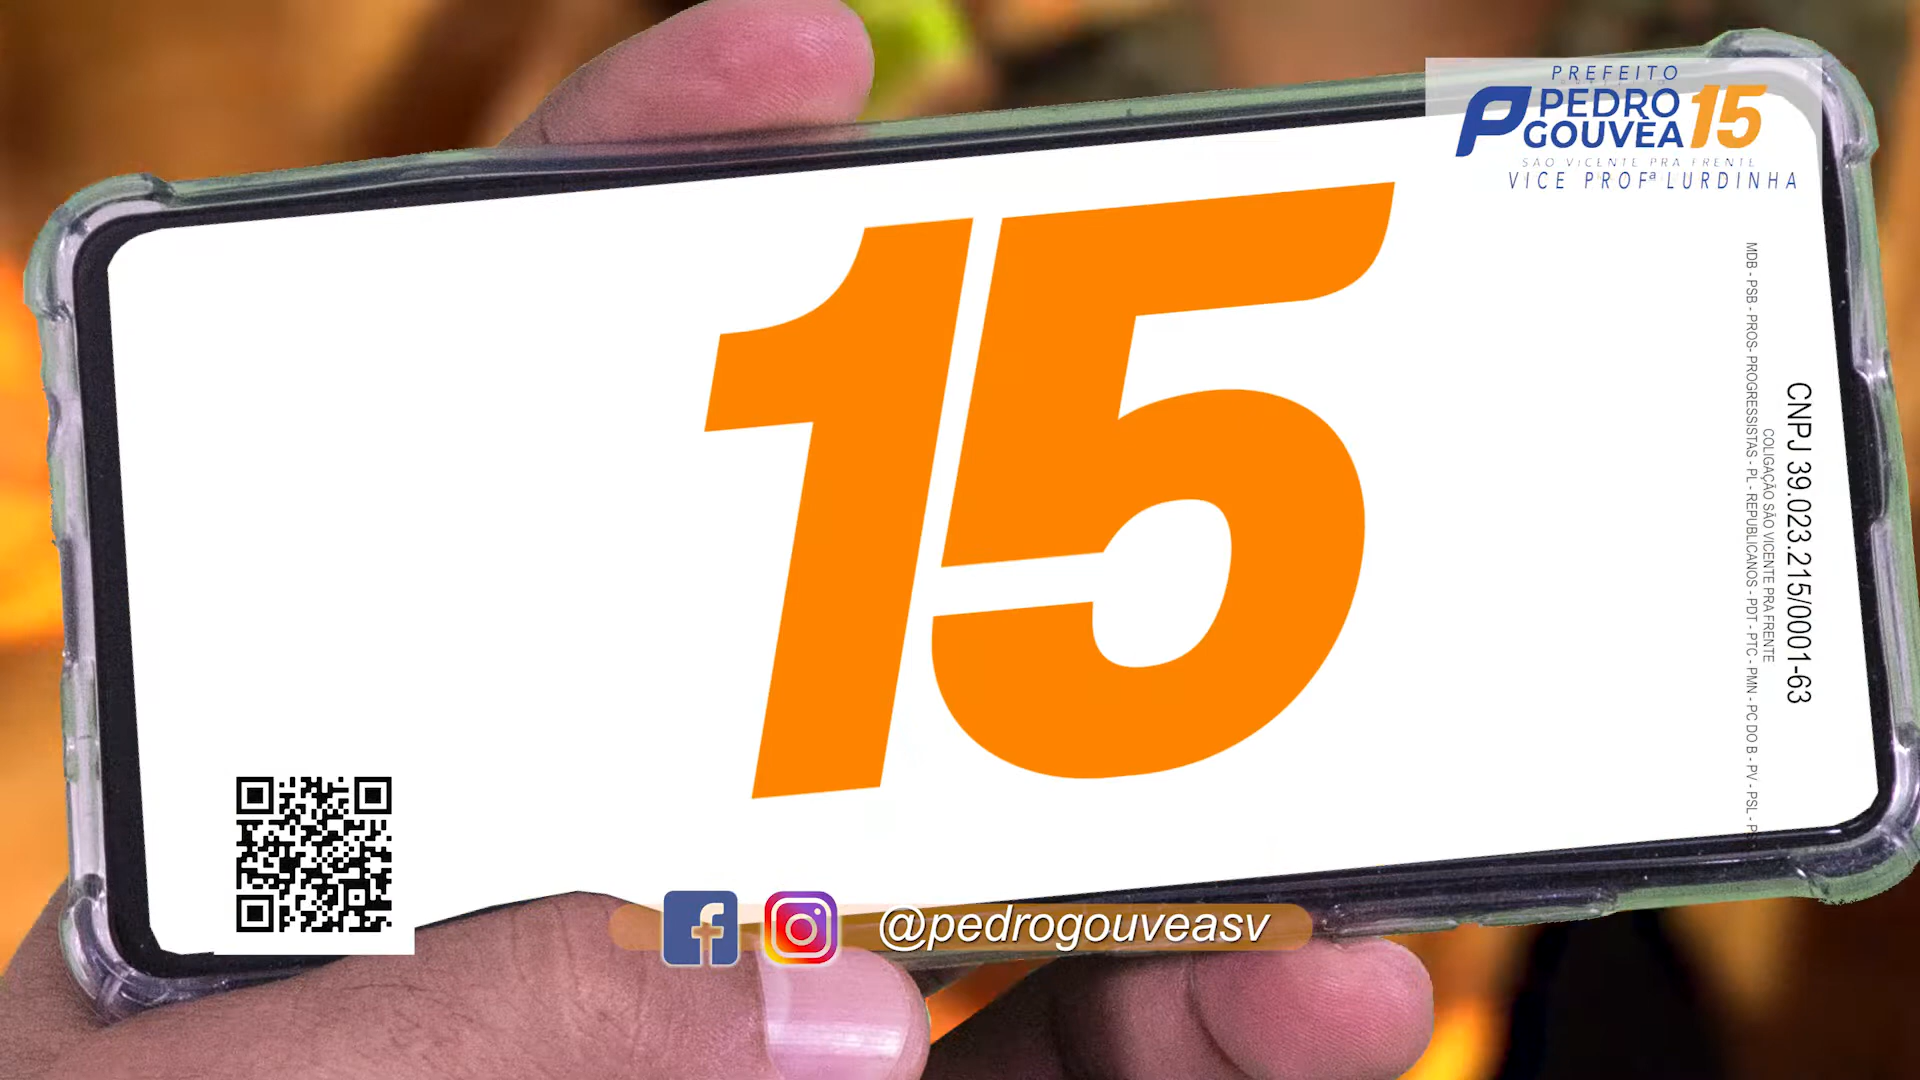 PREFEITO
PEDRO
GOUVÊA
15
SÃO VICENTE PRA FRENTE
VICE PROFª LURDINHA
15
CNPJ 39.023.215/0001-63
COLIGAÇÃO SÃO VICENTE PRA FRENTE
MDB - PSB - PROS- PROGRESSISTAS - PL - REPUBLICANOS - PDT - PTC - PMN - PC DO B - PV - PSL -
@pedrogouveasv